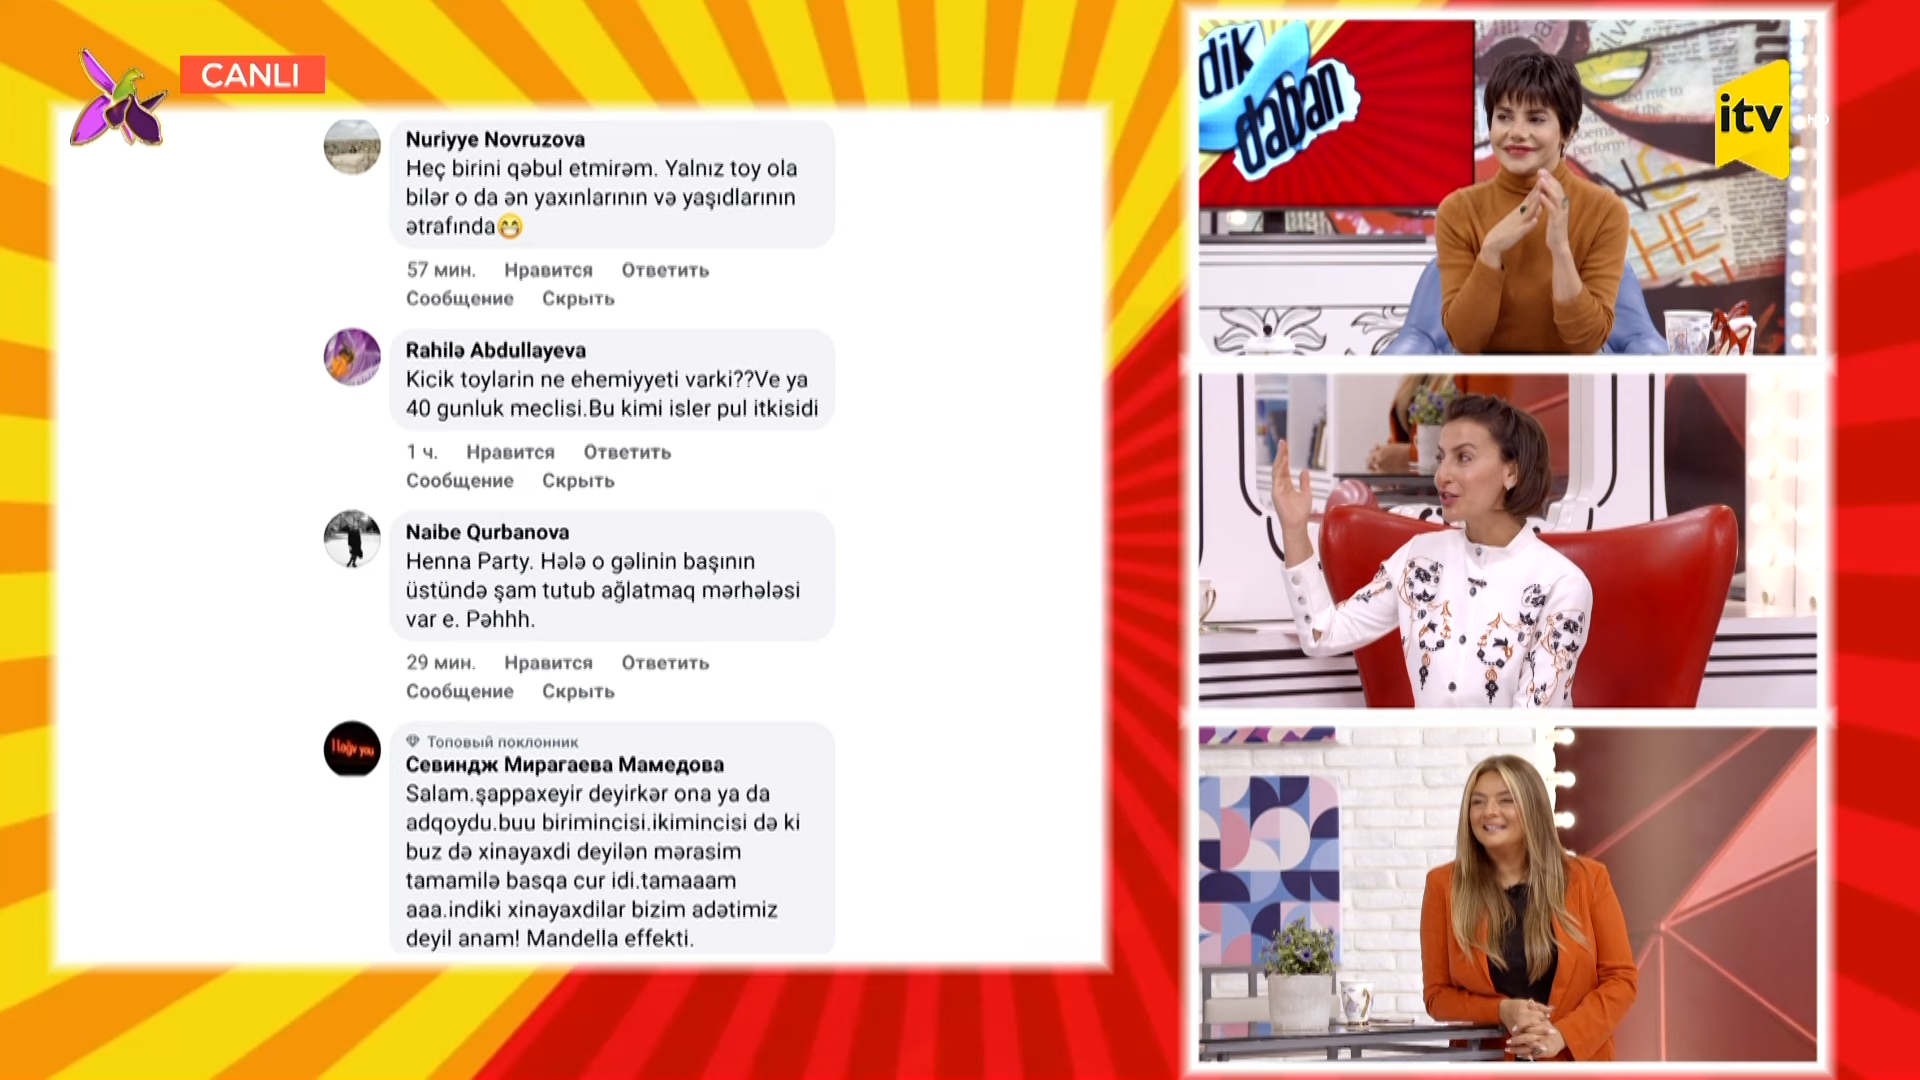 CANLI
Nuriyye Novruzova
Heç birini qəbul etmirəm. Yalnız toy ola
bilər o da ən yaxınlarının və yaşıdlarının
ətrafında😁
57 мин. Нравится Ответить
Сообщение Скрыть
Rahilə Abdullayeva
Kicik toylarin ne ehemiyyeti varki??Ve ya
40 gunluk meclisi.Bu kimi isler pul itkisidi
1 ч. Нравится Ответить
Сообщение Скрыть
Naibe Qurbanova
Henna Party. Hələ o gəlinin başının
üstündə şam tutub ağlatmaq mərhələsi
var e. Pəhhh.
29 мин. Нравится Ответить
Сообщение Скрыть
I lağv you
Топовый поклонник
Севиндж Мирагаева Мамедова
Salam.şappaxeyir deyirkər ona ya da
adqoydu.buu birimincisi.ikimincisi də ki
buz də xinayaxdi deyilən mərasim
tamamilə basqa cur idi.tamaaam
aaa.indiki xinayaxdilar bizim adətimiz
deyil anam! Mandella effekti.
dik
daban
itv
HD
HE